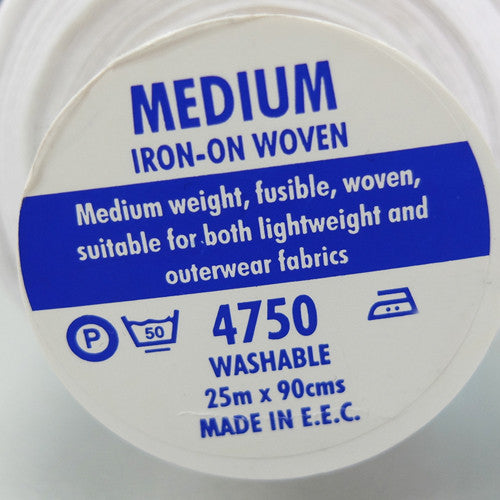 MEDIUM
IRON-ON WOVEN
Medium weight, fusible, woven,
suitable for both lightweight and
outerwear fabrics
P 50 4750
WASHABLE
25m x 90cms
MADE IN E.E.C.